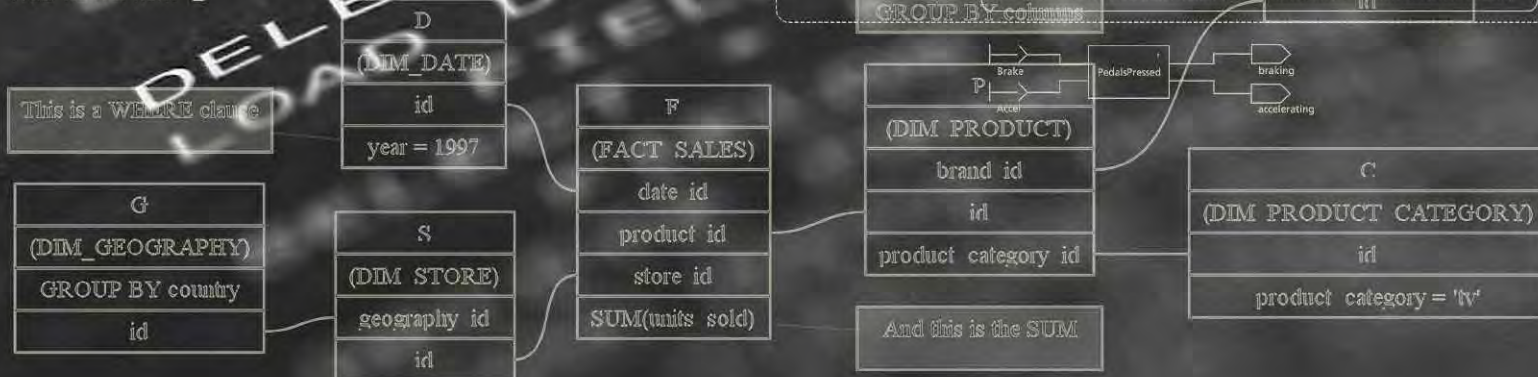 DELE
LOAD
D
(DIM_DATE)
id
year = 1997
This is a WHERE clause
G
(DIM_GEOGRAPHY)
GROUP BY country
id
S
(DIM STORE)
geography id
id
F
(FACT SALES)
date id
product id
store id
SUM(units sold)
GROUP BY columns
id
P
(DIM PRODUCT)
brand id
id
product category id
Brake
Accel
PedalsPressed
braking
accelerating
C
(DIM PRODUCT CATEGORY)
id
product category = 'tv'
And this is the SUM